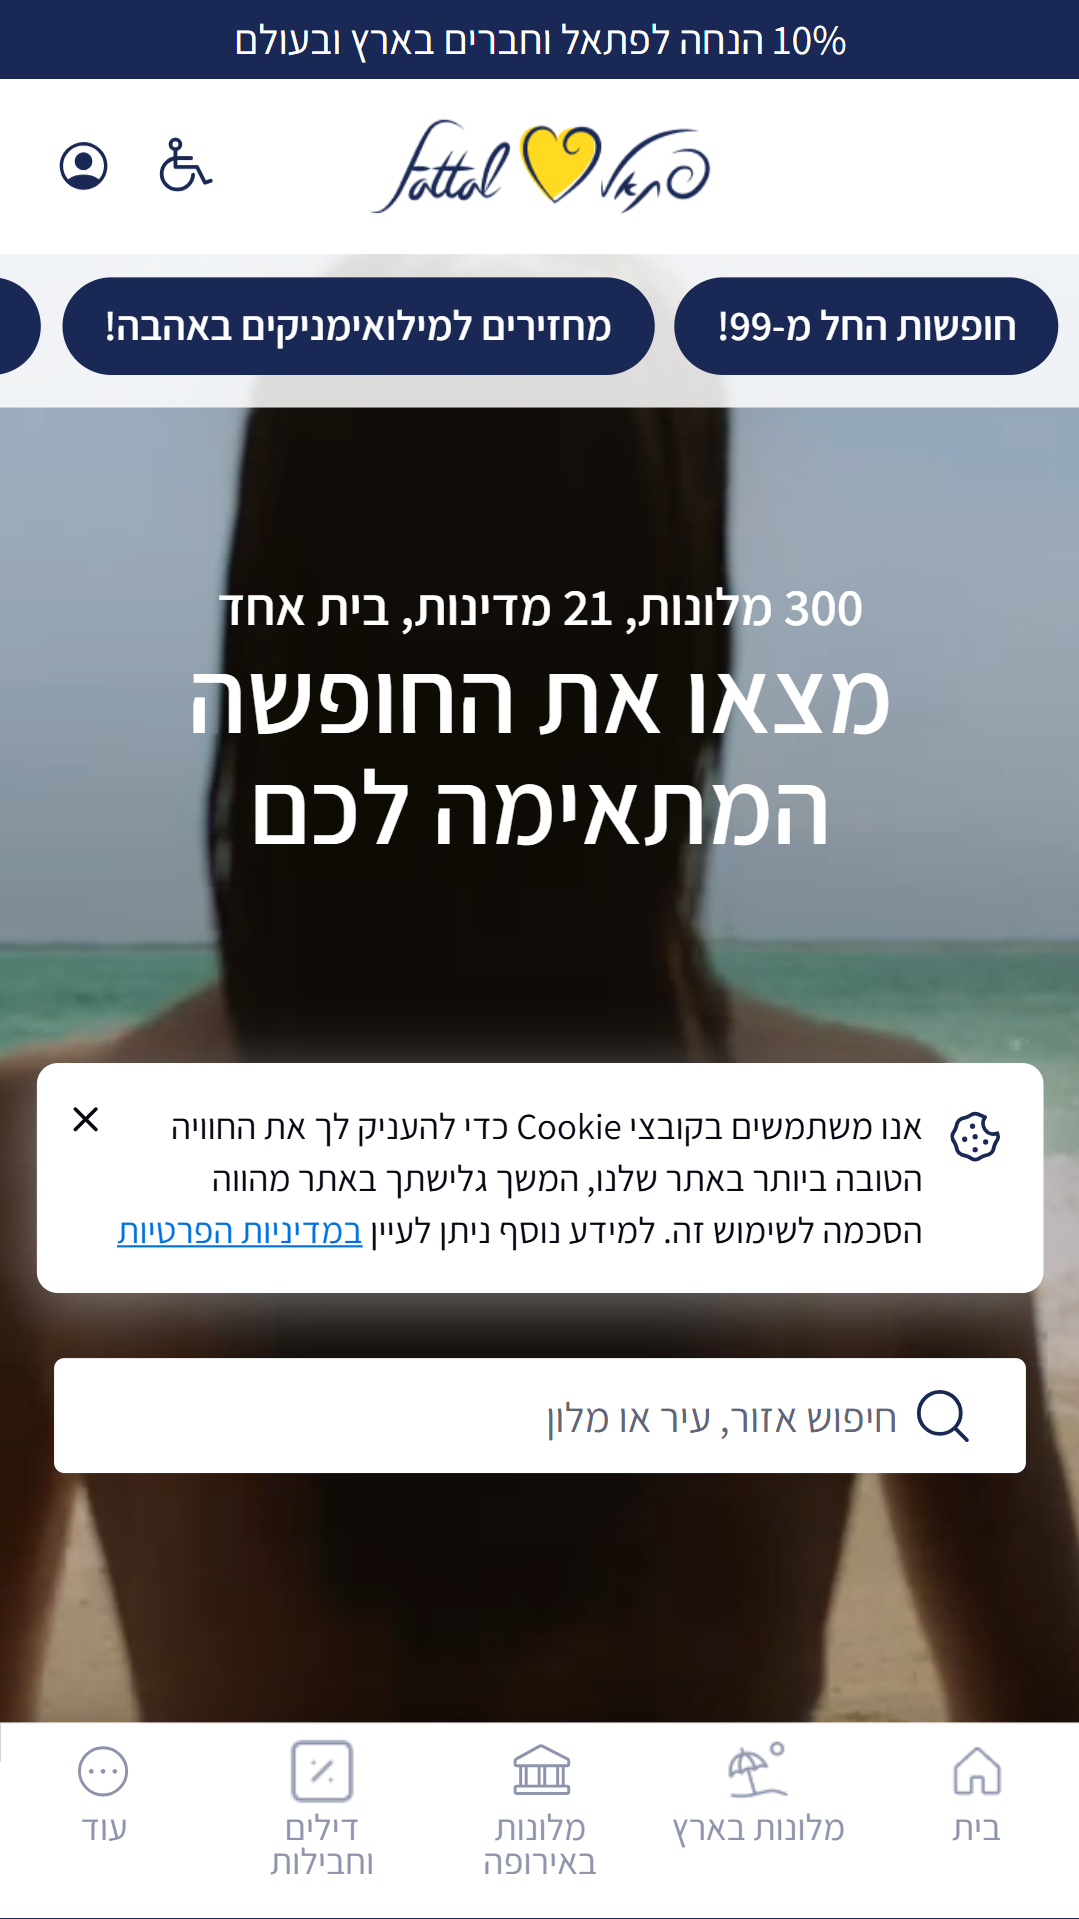 10% הנחה לפתאל וחברים בארץ ובעולם
fattal פתאל
חופשות החל מ-99!
מחזירים למילואימניקים באהבה!
300 מלונות, 21 מדינות, בית אחד
מצאו את החופשה
המתאימה לכם
אנו משתמשים בקובצי Cookie כדי להעניק לך את החוויה
הטובה ביותר באתר שלנו, המשך גלישתך באתר מהווה
הסכמה לשימוש זה. למידע נוסף ניתן לעיין במדיניות הפרטיות
חיפוש אזור, עיר או מלון
בית
מלונות בארץ
מלונות
באירופה
דילים
וחבילות
עוד